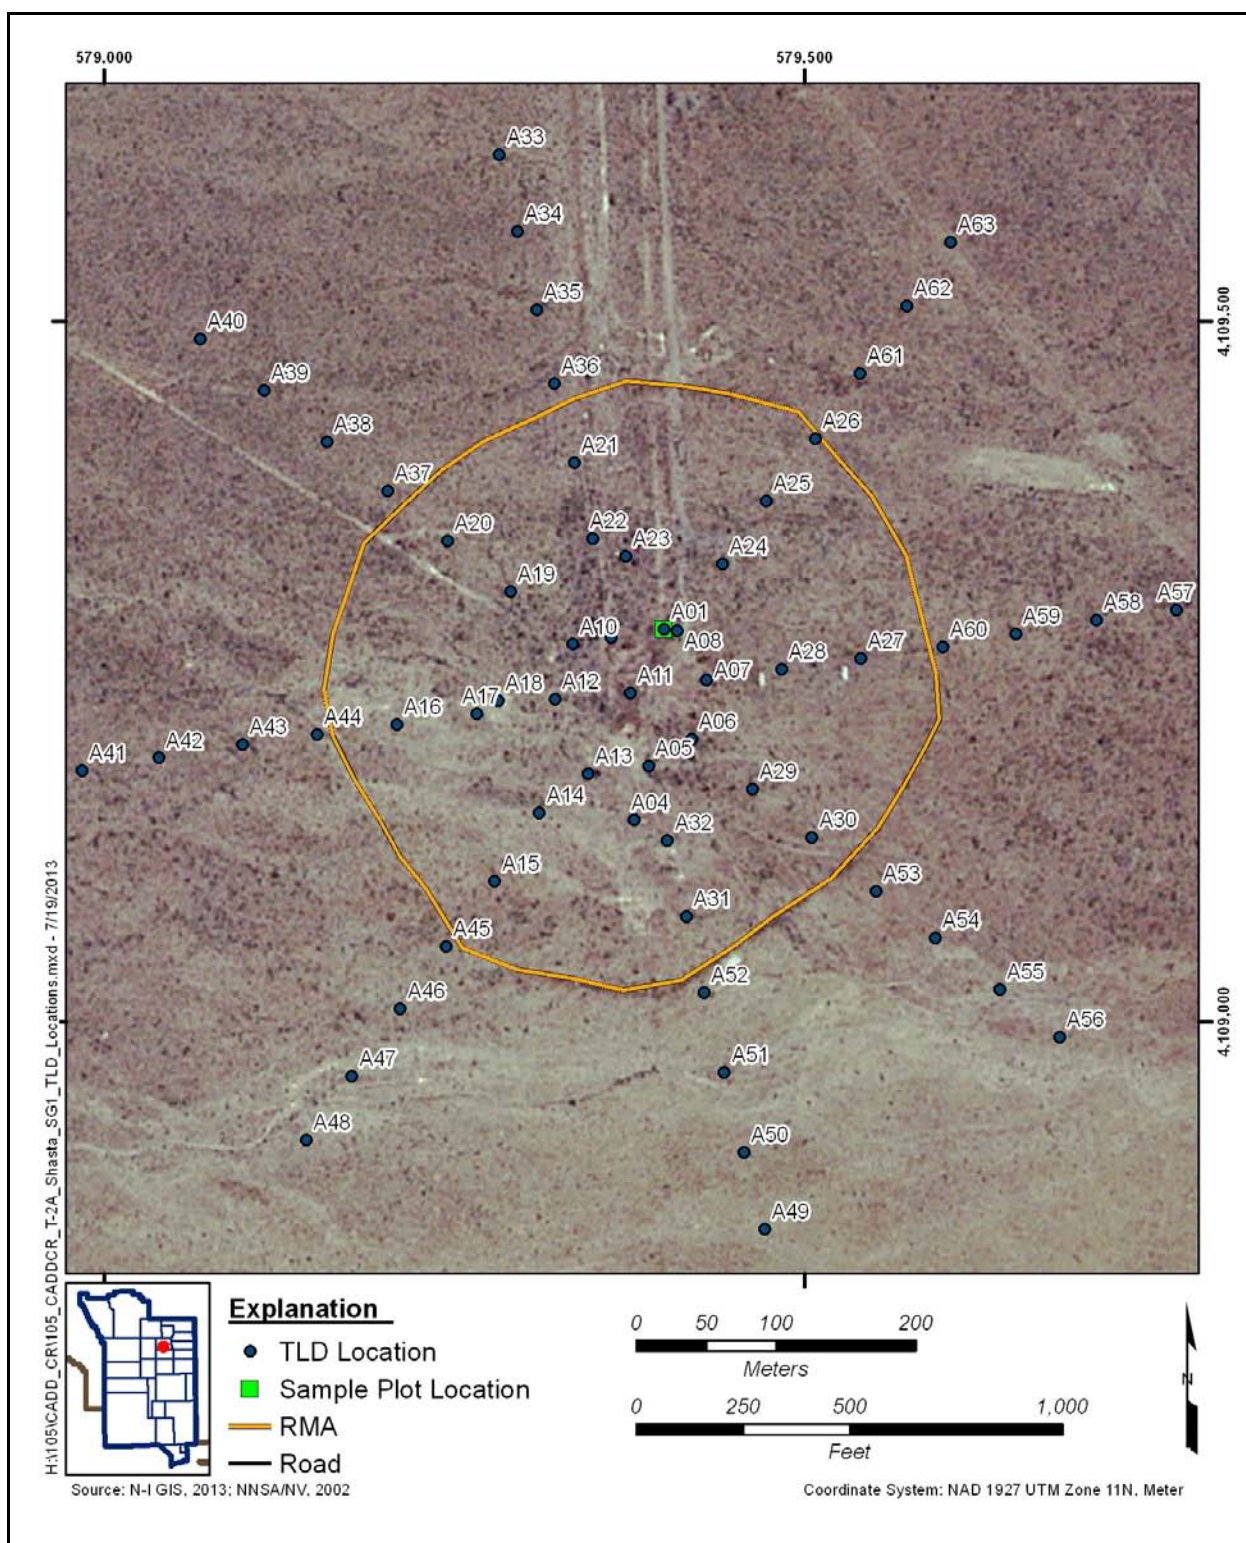 579,000
579,500
A33
A34
A63
A35
A62
4,109,500
A40
A36
A61
A39
A38
A26
A21
A37
A25
A20
A22
A23
A24
A19
A57
A01
A58
A10
A59
A08
A60
A27
A28
A07
A11
A12
A18
A17
A16
A06
A44
A43
A42
A41
A05
A13
A29
A14
A04
A30
A32
A15
A53
A31
A54
A45
A55
A52
A46
4,109,000
A56
A51
A47
A48
A50
A49
H:\105\CADD_CR\105_CADDCR_T-2A_Shasta_SG1_TLD_Locations.mxd - 7/19/2013
Explanation
TLD Location
Sample Plot Location
RMA
Road
0 50 100 200
Meters
0 250 500 1,000
Feet
N
Source: N-I GIS, 2013; NNSA/NV, 2002
Coordinate System: NAD 1927 UTM Zone 11N, Meter